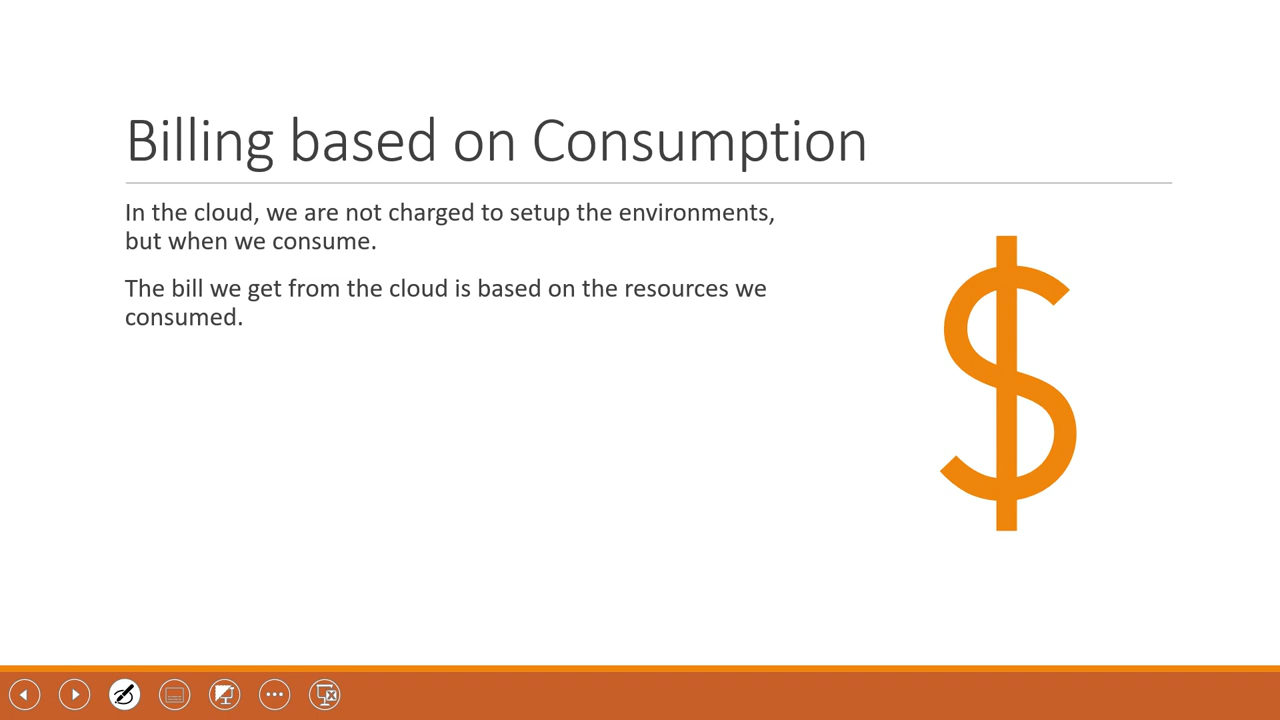 Billing based on Consumption
In the cloud, we are not charged to setup the environments,
but when we consume.
The bill we get from the cloud is based on the resources we
consumed.